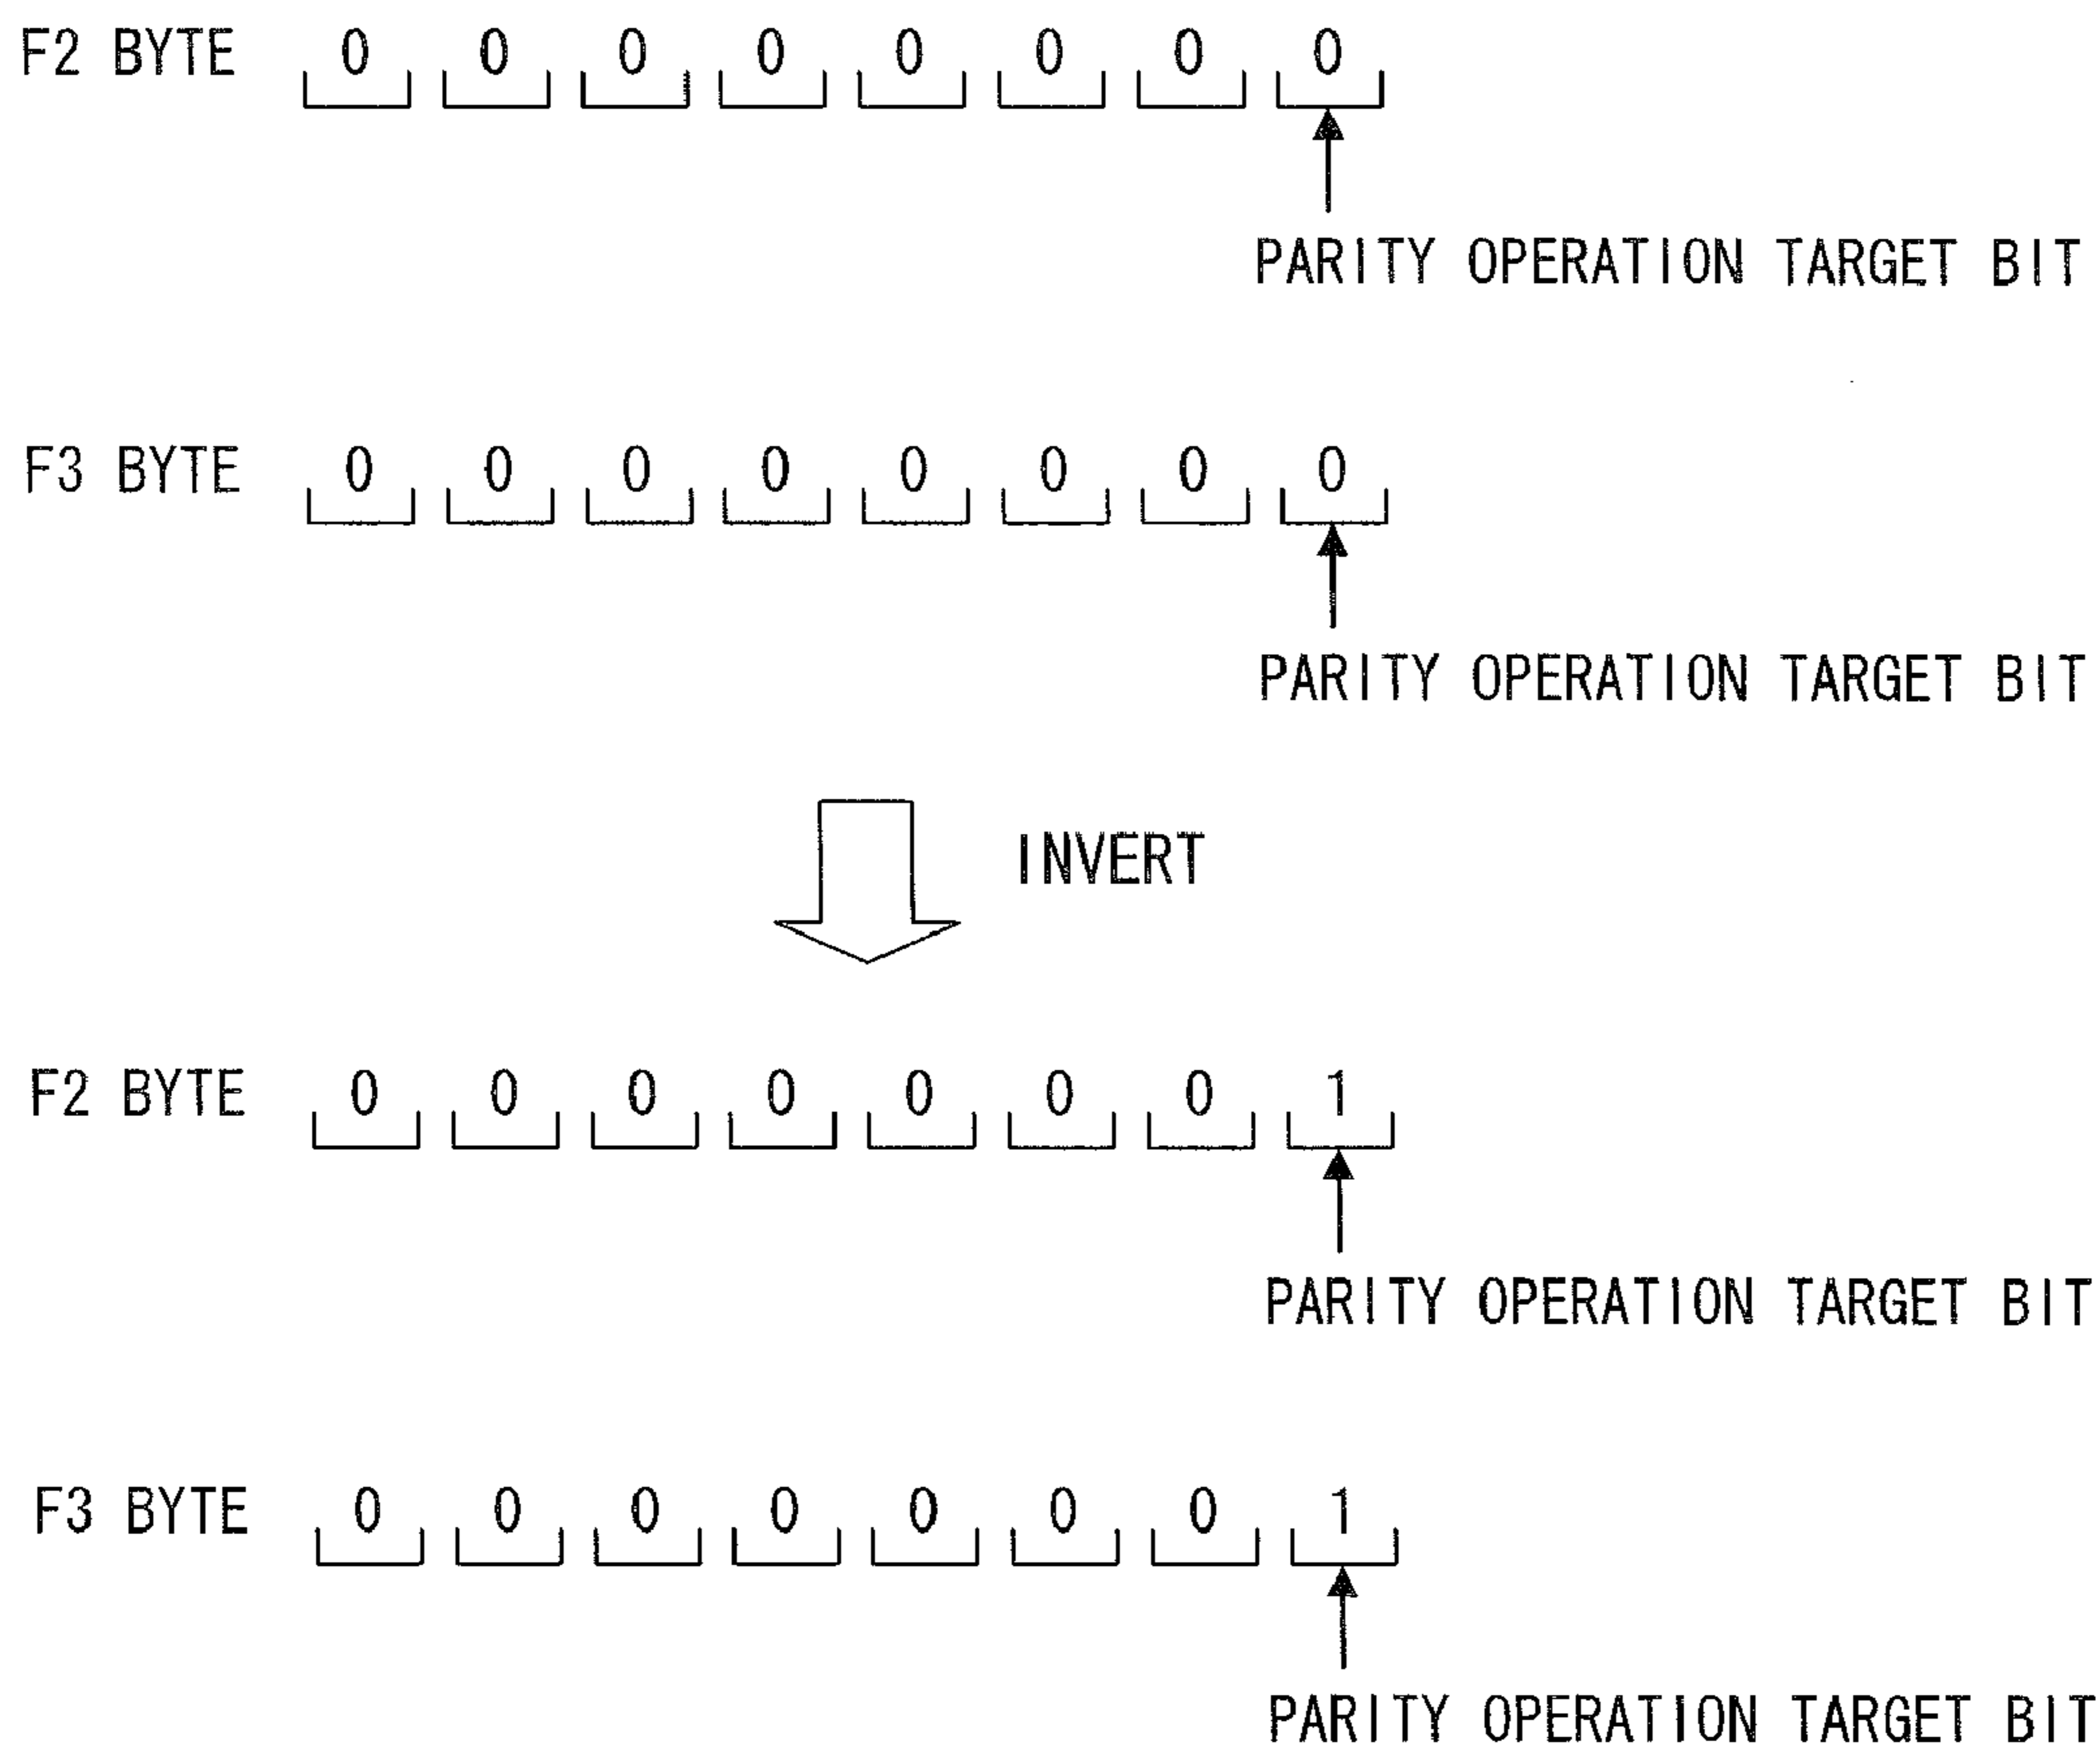 F2 BYTE 0 0 0 0 0 0 0 0
PARITY OPERATION TARGET BIT
F3 BYTE 0 0 0 0 0 0 0 0
PARITY OPERATION TARGET BIT
INVERT
F2 BYTE 0 0 0 0 0 0 0 1
PARITY OPERATION TARGET BIT
F3 BYTE 0 0 0 0 0 0 0 1
PARITY OPERATION TARGET BIT